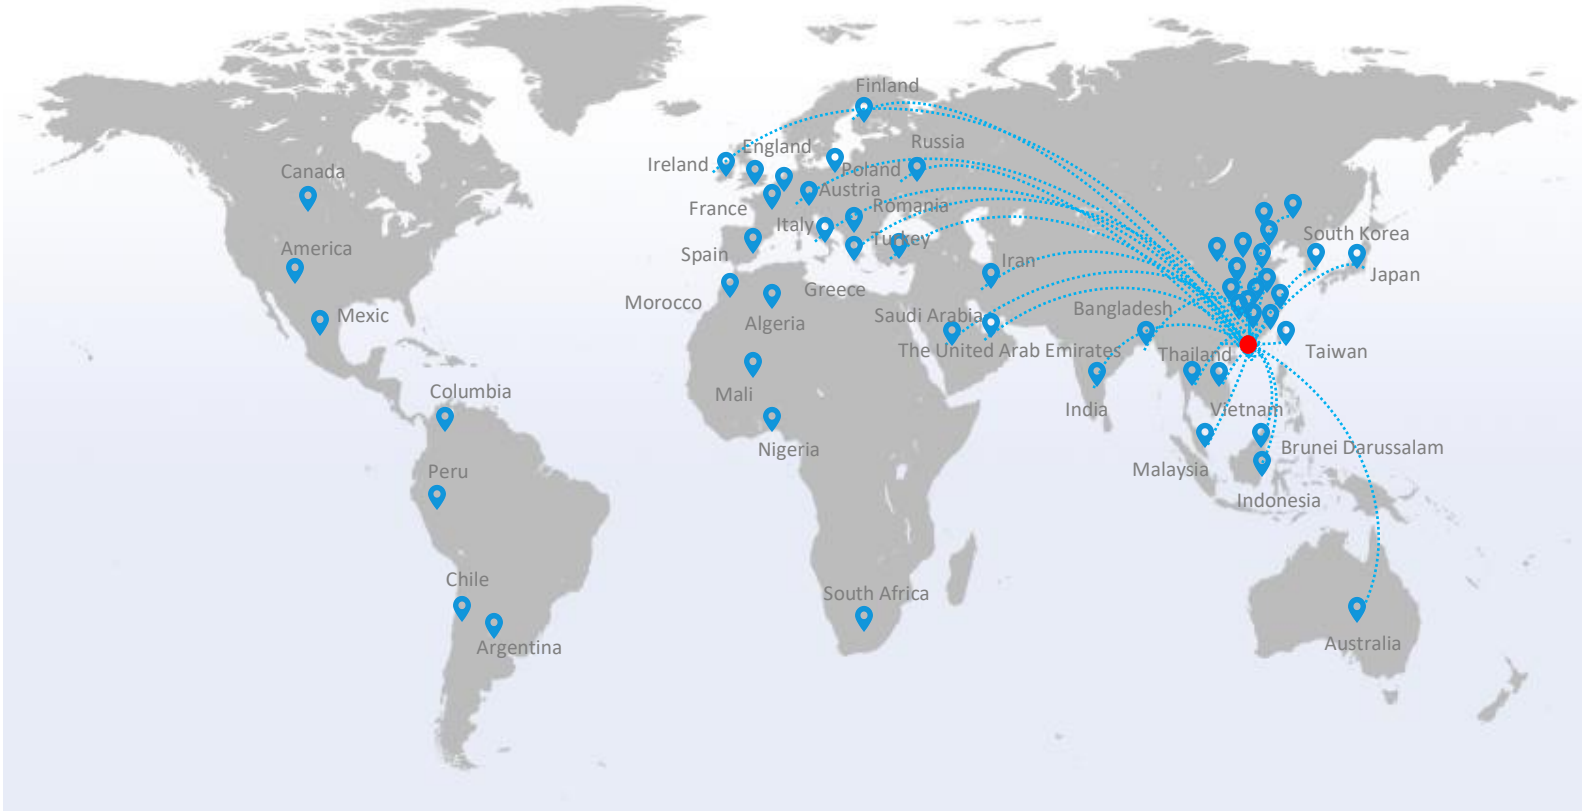 Finland
England
Russia
Ireland
Poland
Canada
Austria
France
Romania
Italy
South Korea
Turkey
America
Spain
Iran
Japan
Greece
Morocco
Bangladesh
Mexic
Saudi Arabia
Algeria
The United Arab Emirates
Thailand
Taiwan
Mali
Columbia
India
Vietnam
Nigeria
Brunei Darussalam
Peru
Malaysia
Indonesia
Chile
South Africa
Argentina
Australia